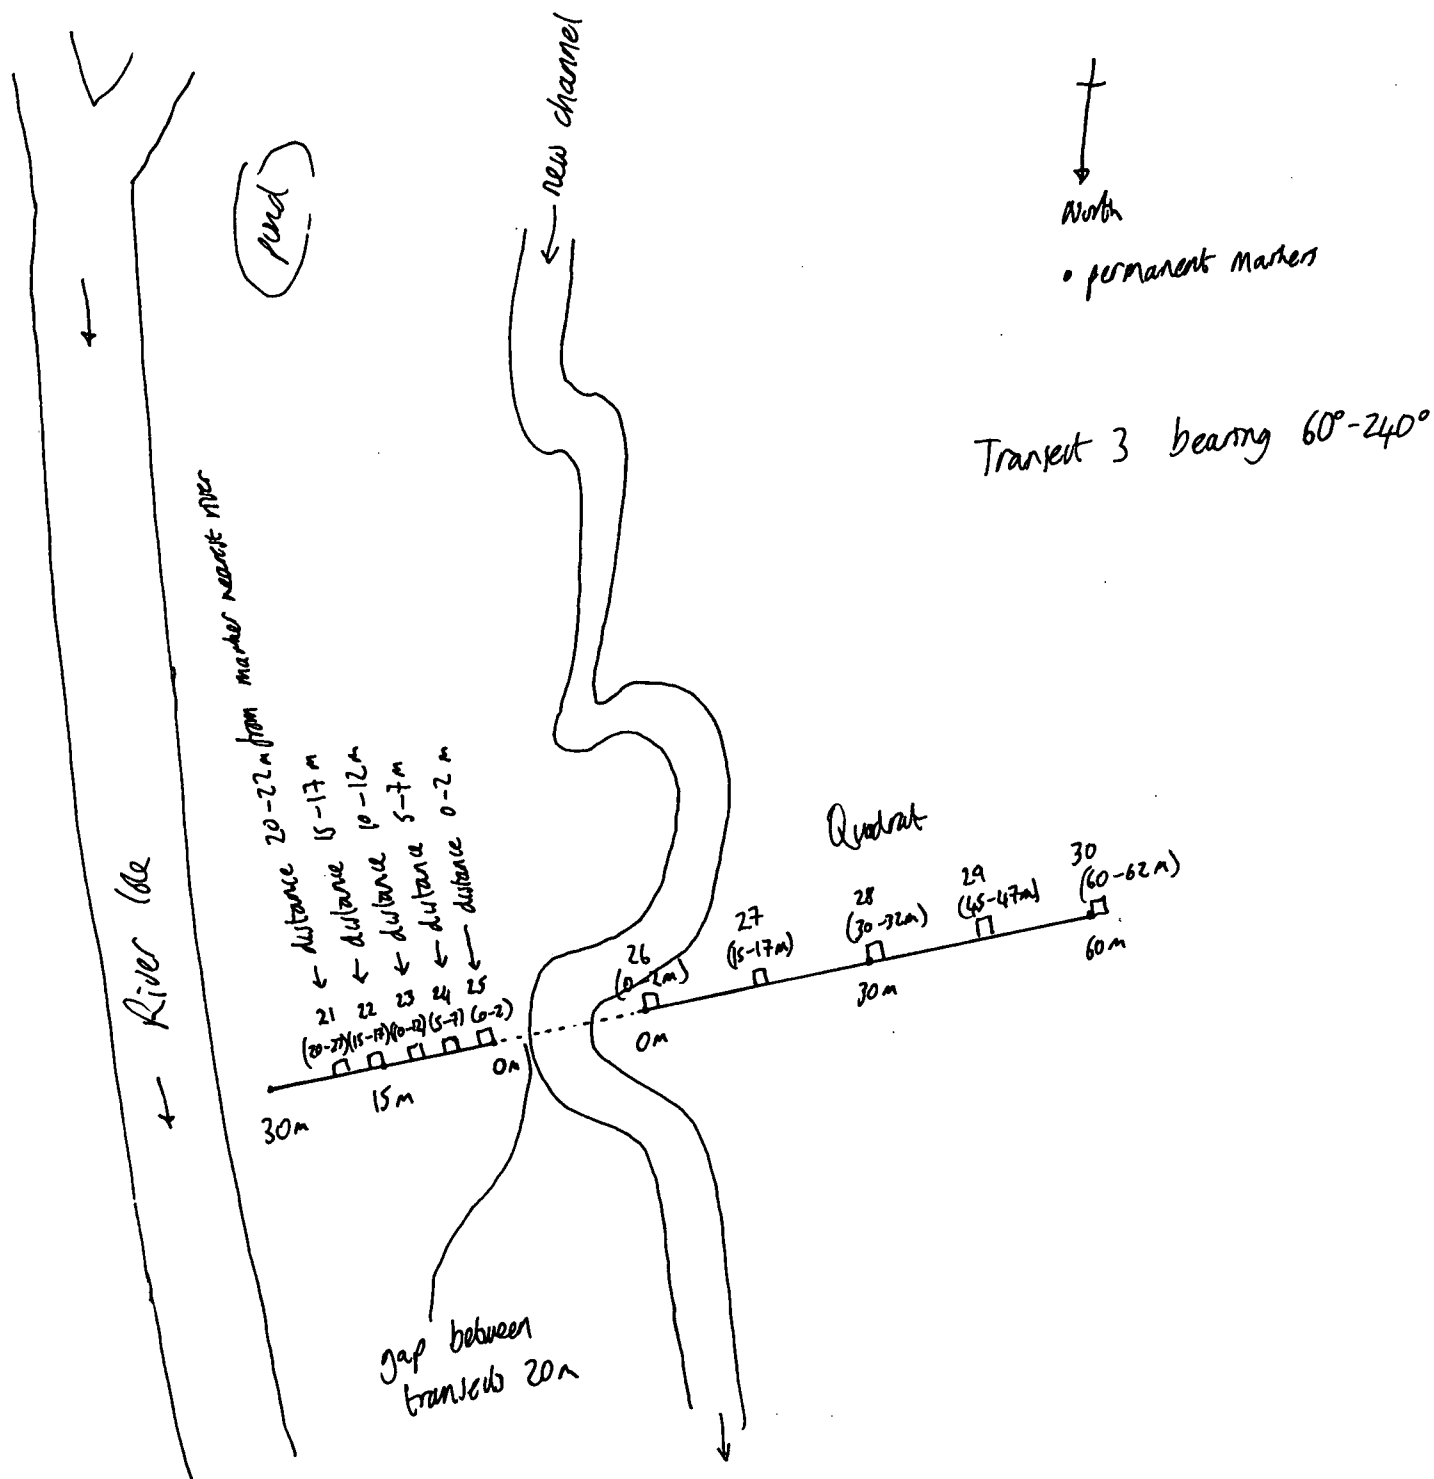 new channel
pond
North
• permanent markers
Transect 3 bearing 60°-240°
distance 20-22m from marker nearest river
distance 15-17m
distance 10-12m
distance 5-7m
distance 0-2m
River Idle
Quadrat
21
(20-22)
22
(15-17)
23
(10-12)
24
(5-7)
25
(0-2)
26
(0-2m)
27
(15-17m)
28
(30-32m)
29
(45-47m)
30
(60-62m)
30m
15m
0m
0m
30m
60m
gap between
transects 20m